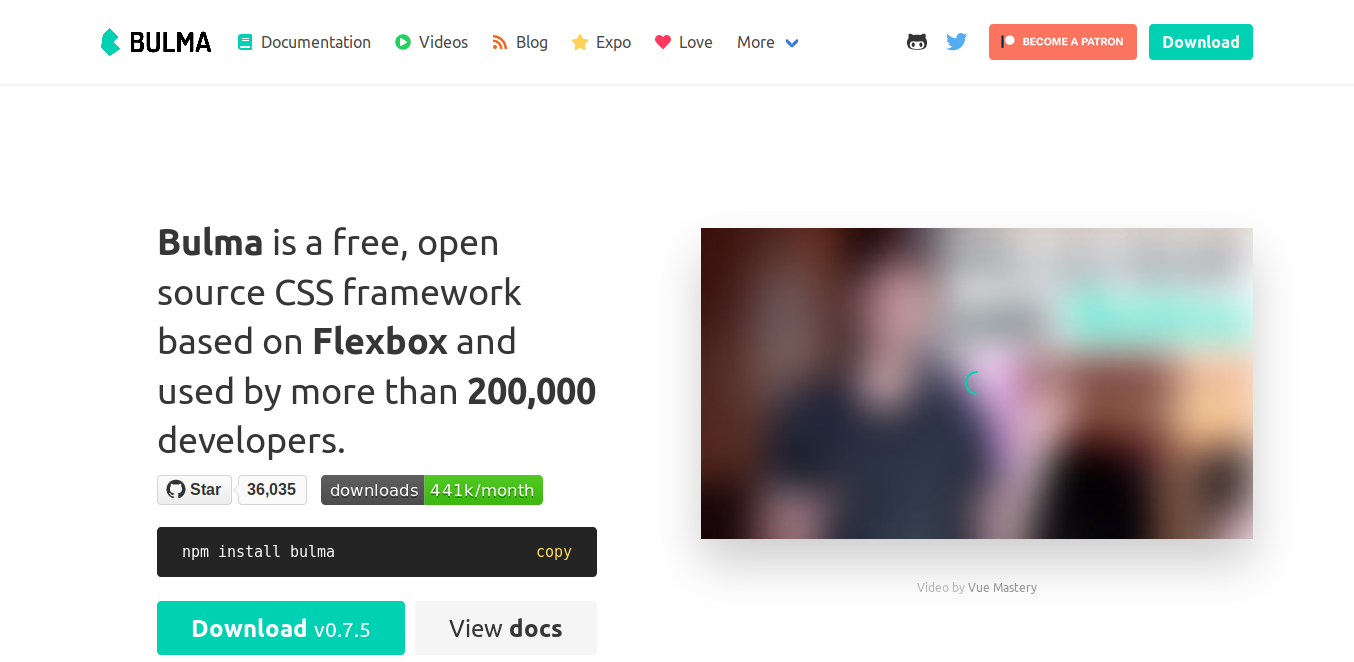 BULMA Documentation Videos Blog Expo Love More BECOME A PATRON Download
Bulma is a free, open
source CSS framework
based on Flexbox and
used by more than 200,000
developers.
Star 36,035 downloads 441k/month
npm install bulma copy
Download v0.7.5 View docs
Video by Vue Mastery